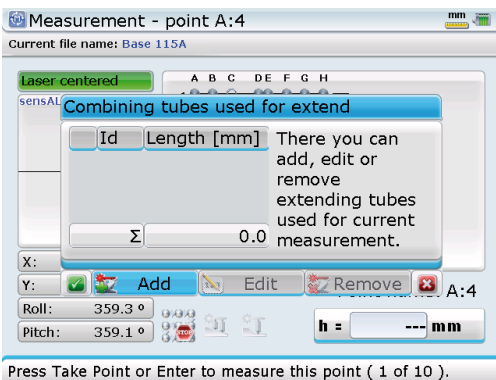 Measurement - point A:4
mm
Current file name: Base 115A
Laser centered
A B C D E F G H
sensAL
Combining tubes used for extend
Id Length [mm]
There you can
add, edit or
remove
extending tubes
used for current
measurement.
Σ 0.0
X:
Y:
Add Edit Remove
A:4
Roll: 359.3 º
Pitch: 359.1 º
STOP
h = --- mm
Press Take Point or Enter to measure this point ( 1 of 10 ).